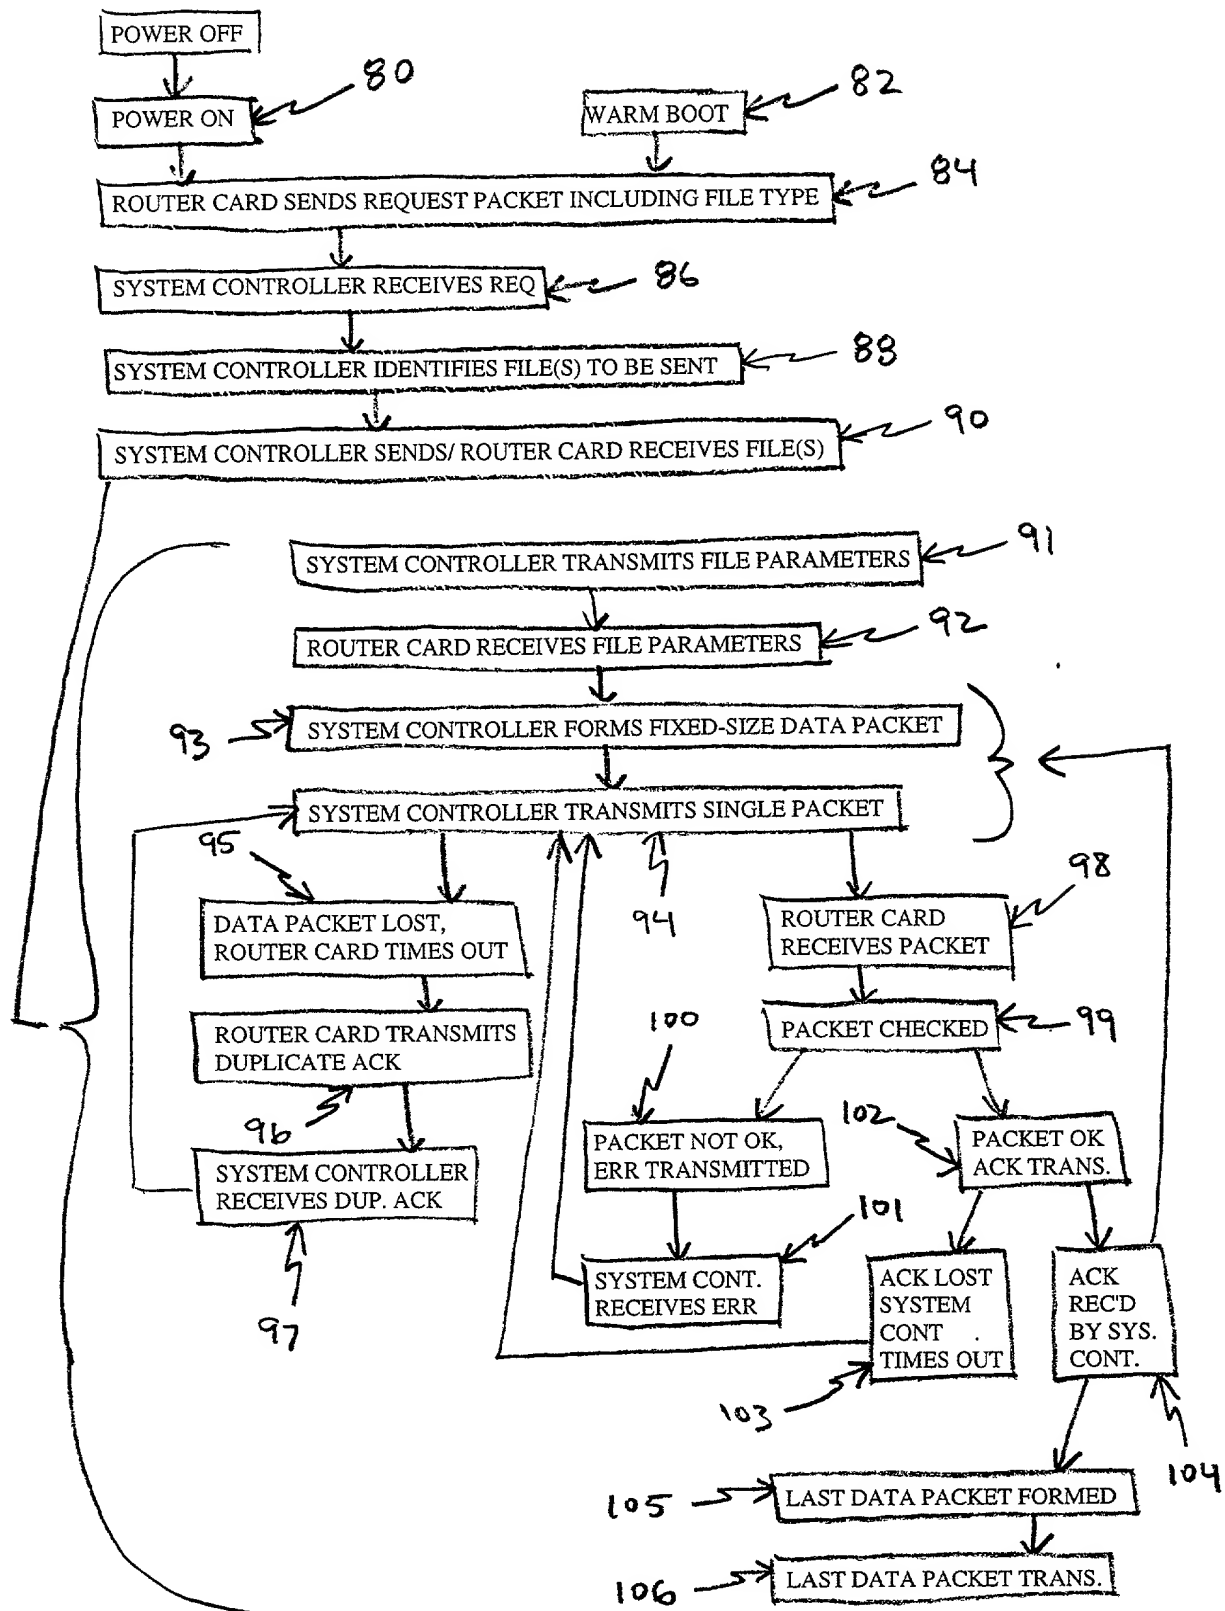 POWER OFF
80
POWER ON
82
WARM BOOT
84
ROUTER CARD SENDS REQUEST PACKET INCLUDING FILE TYPE
86
SYSTEM CONTROLLER RECEIVES REQ
88
SYSTEM CONTROLLER IDENTIFIES FILE(S) TO BE SENT
90
SYSTEM CONTROLLER SENDS/ ROUTER CARD RECEIVES FILE(S)
91
SYSTEM CONTROLLER TRANSMITS FILE PARAMETERS
92
ROUTER CARD RECEIVES FILE PARAMETERS
93
SYSTEM CONTROLLER FORMS FIXED-SIZE DATA PACKET
SYSTEM CONTROLLER TRANSMITS SINGLE PACKET
94
95
DATA PACKET LOST,
ROUTER CARD TIMES OUT
ROUTER CARD TRANSMITS
DUPLICATE ACK
96
SYSTEM CONTROLLER
RECEIVES DUP. ACK
97
98
ROUTER CARD
RECEIVES PACKET
99
PACKET CHECKED
100
PACKET NOT OK,
ERR TRANSMITTED
101
SYSTEM CONT.
RECEIVES ERR
102
PACKET OK
ACK TRANS.
ACK LOST
SYSTEM
CONT .
TIMES OUT
103
ACK
REC'D
BY SYS.
CONT.
104
105
LAST DATA PACKET FORMED
106
LAST DATA PACKET TRANS.